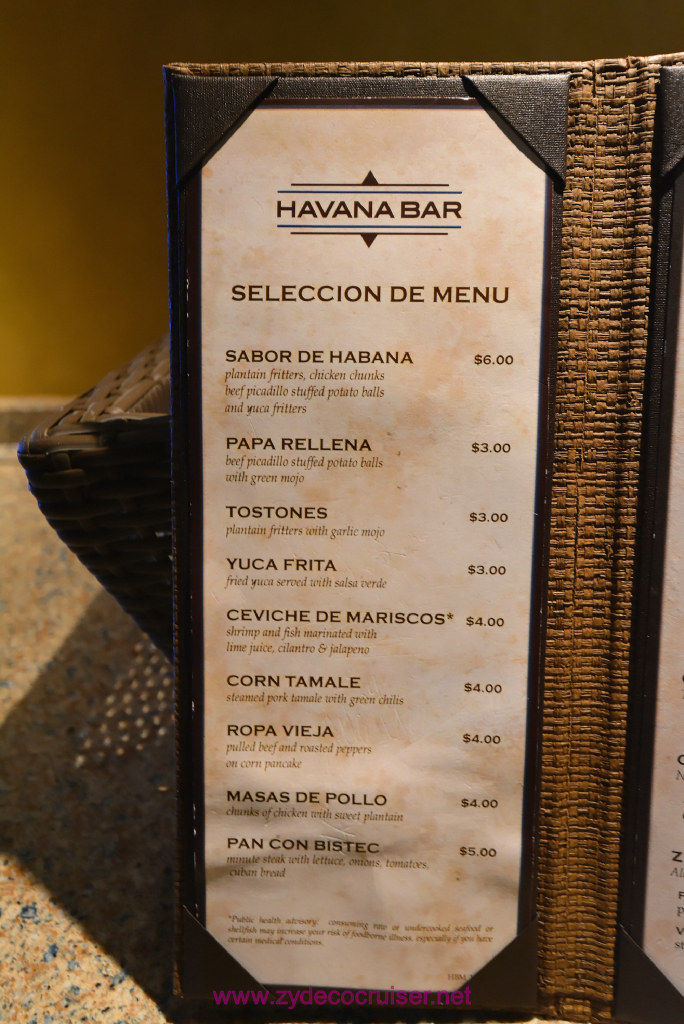 HAVANA BAR
SELECCION DE MENU
SABOR DE HABANA $6.00
plantain fritters, chicken chunks
beef picadillo stuffed potato balls
and yuca fritters
PAPA RELLENA $3.00
beef picadillo stuffed potato balls
with green mojo
TOSTONES $3.00
plantain fritters with garlic mojo
YUCA FRITA $3.00
fried yuca served with salsa verde
CEVICHE DE MARISCOS* $4.00
shrimp and fish marinated with
lime juice, cilantro & jalapeno
CORN TAMALE $4.00
steamed pork tamale with green chilis
ROPA VIEJA $4.00
pulled beef and roasted peppers
on corn pancake
MASAS DE POLLO $4.00
chunks of chicken with sweet plantain
PAN CON BISTEC $5.00
minute steak with lettuce, onions, tomatoes,
cuban bread
*Public health advisory: consuming raw or undercooked seafood or
shellfish may increase your risk of foodborne illness, especially if you have
certain medical conditions.
www.zydecocruiser.net